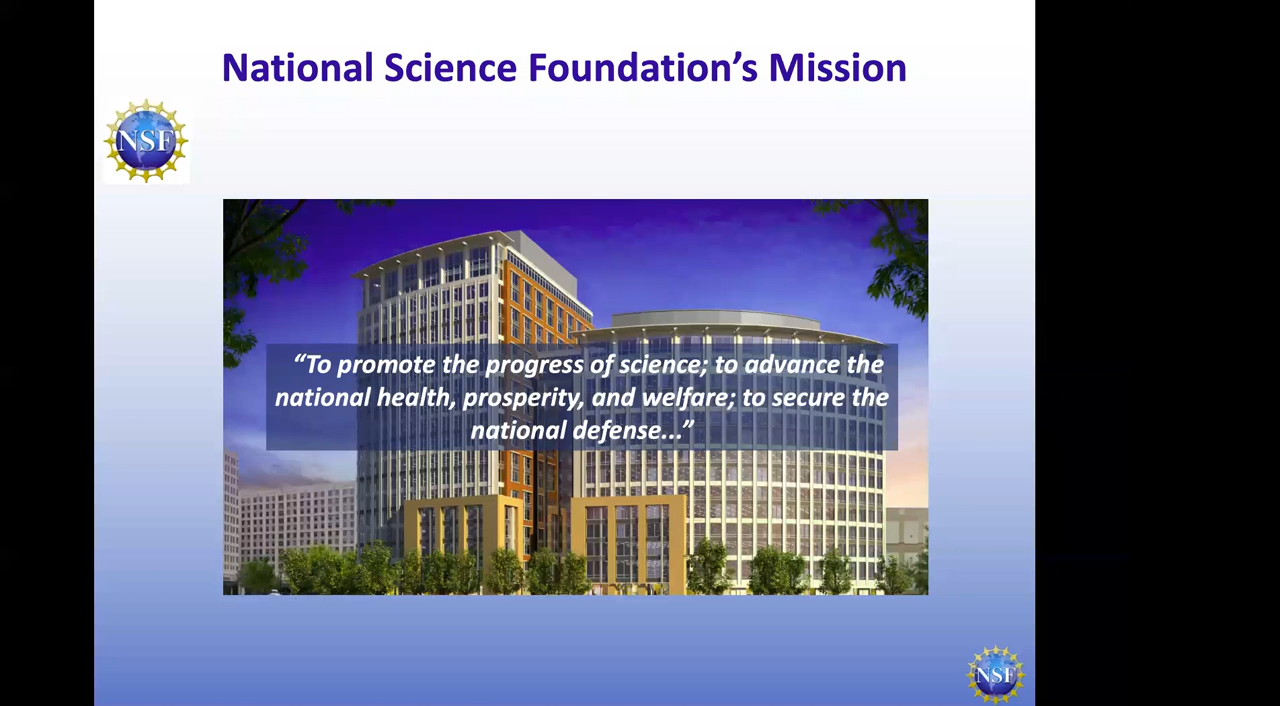 National Science Foundation’s Mission
NSF
“To promote the progress of science; to advance the
national health, prosperity, and welfare; to secure the
national defense...”
NSF